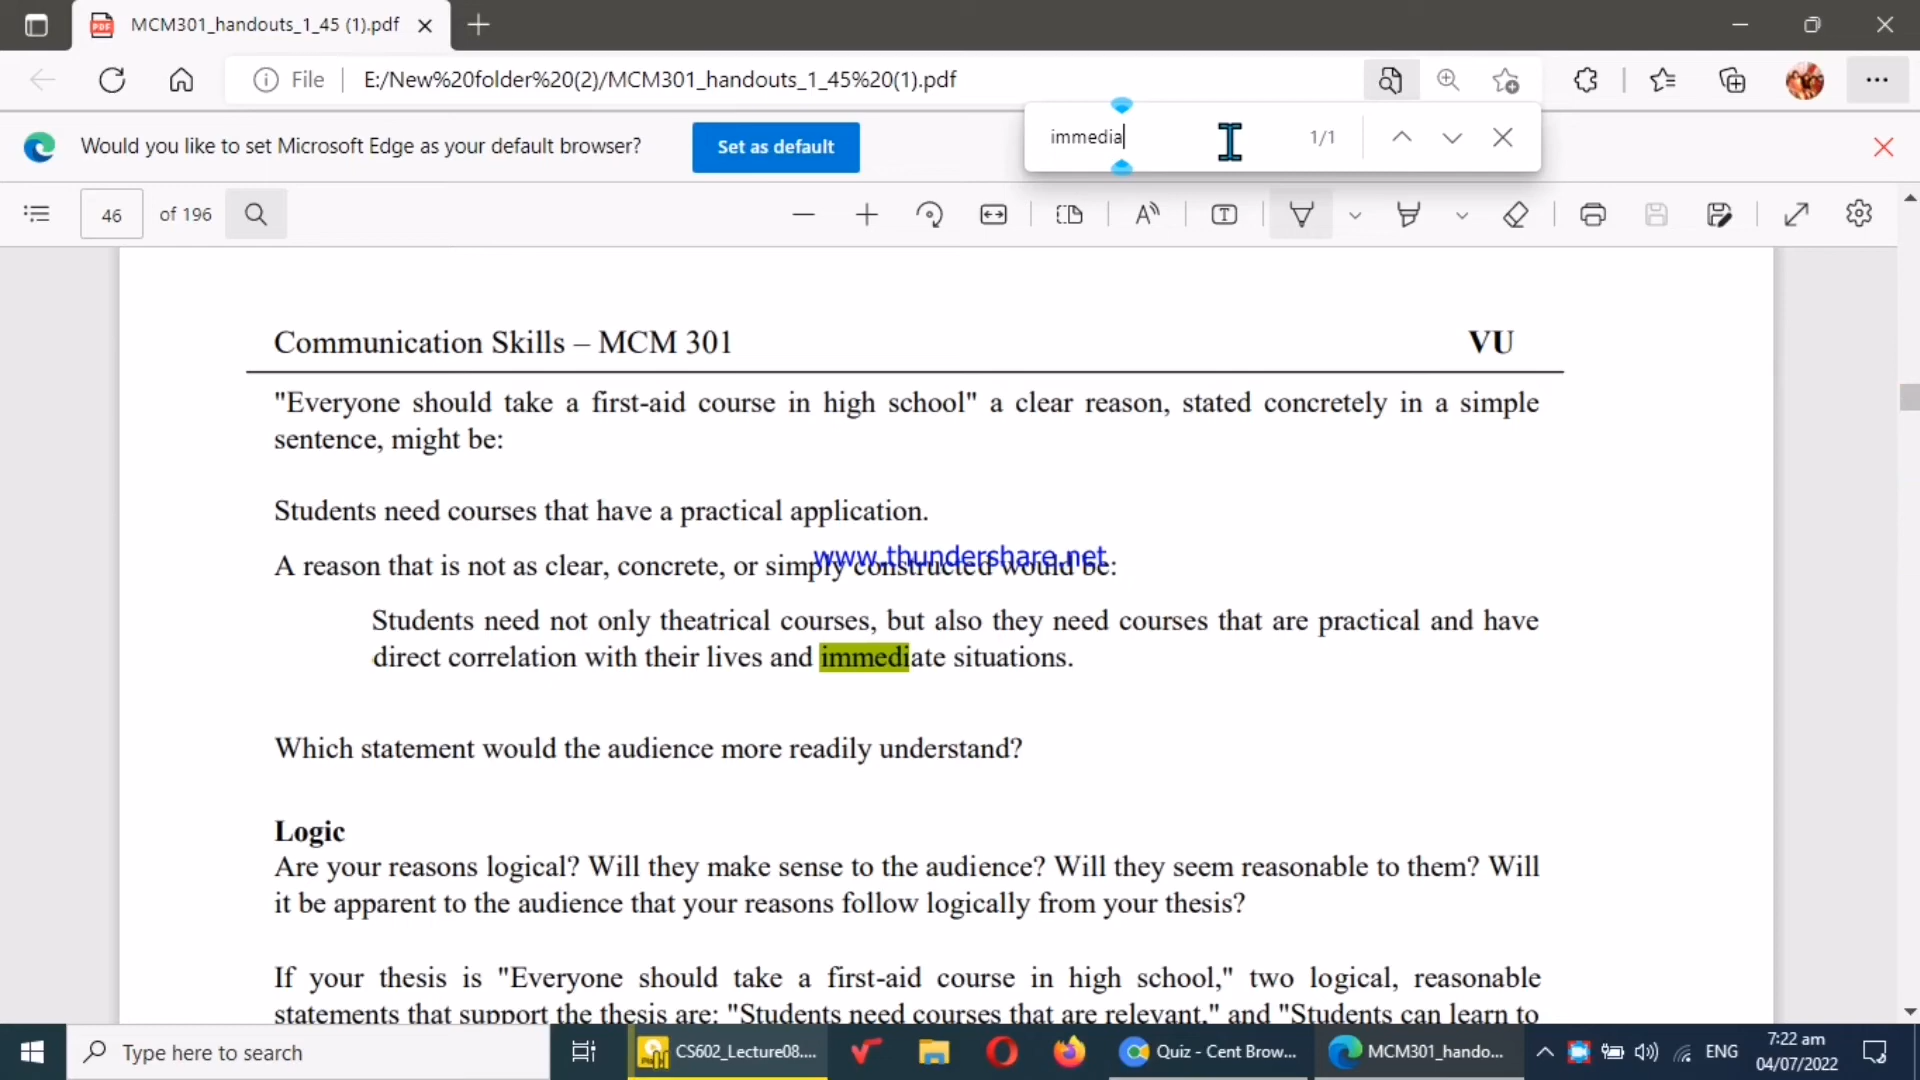 MCM301_handouts_1_45 (1).pdf
File
E:/New%20folder%20(2)/MCM301_handouts_1_45%20(1).pdf
immedia
1/1
Would you like to set Microsoft Edge as your default browser?
Set as default
46
of 196
Communication Skills – MCM 301
VU
"Everyone should take a first-aid course in high school" a clear reason, stated concretely in a simple
sentence, might be:
Students need courses that have a practical application.
A reason that is not as clear, concrete, or simply constructed would be:
www.thundershare.net
Students need not only theatrical courses, but also they need courses that are practical and have
direct correlation with their lives and immediate situations.
Which statement would the audience more readily understand?
Logic
Are your reasons logical? Will they make sense to the audience? Will they seem reasonable to them? Will
it be apparent to the audience that your reasons follow logically from your thesis?
If your thesis is "Everyone should take a first-aid course in high school," two logical, reasonable
statements that support the thesis are: "Students need courses that are relevant," and "Students can learn to
Type here to search
CS602_Lecture08....
Quiz - Cent Brow...
MCM301_hando...
ENG
7:22 am
04/07/2022